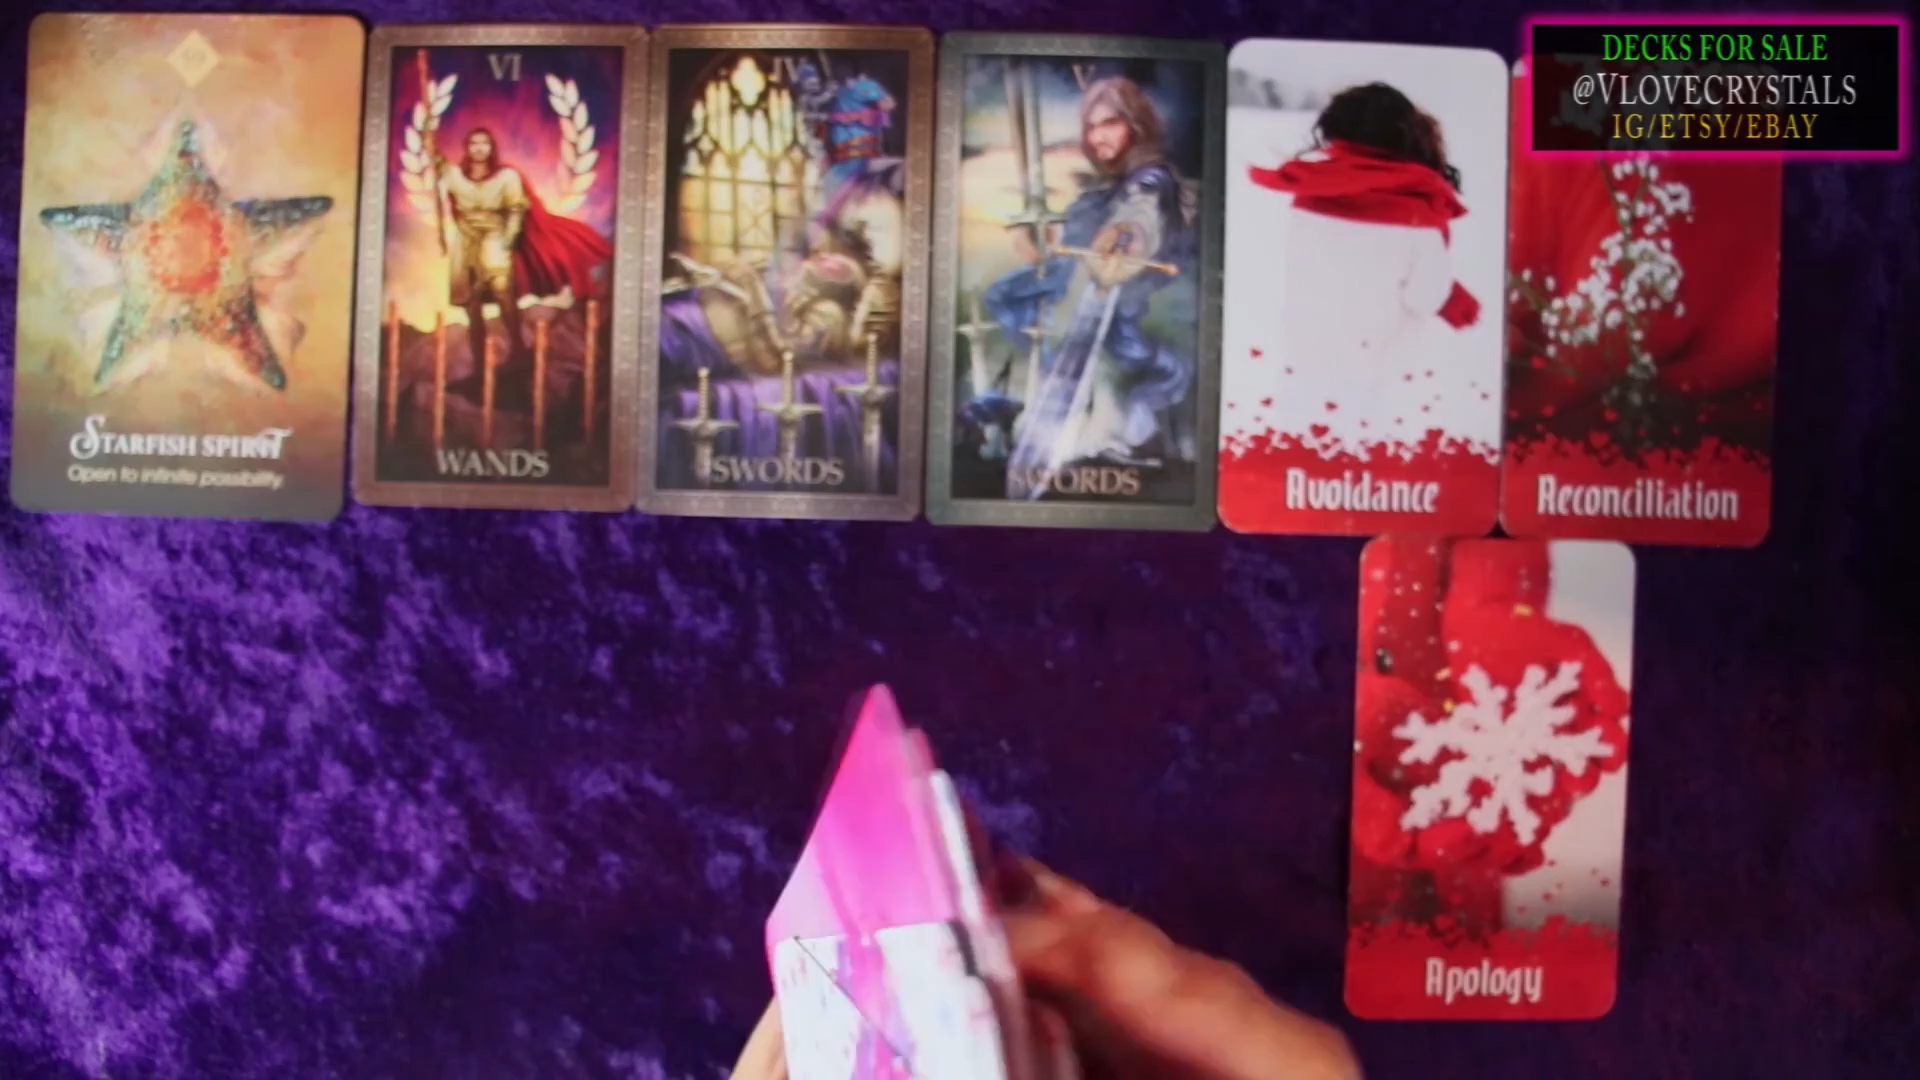 DECKS FOR SALE
@VLOVECRYSTALS
IG/ETSY/EBAY
STARFISH SPIRIT
Open to infinite possibility.
VI
WANDS
IV
SWORDS
V
SWORDS
Avoidance
Reconciliation
Apology